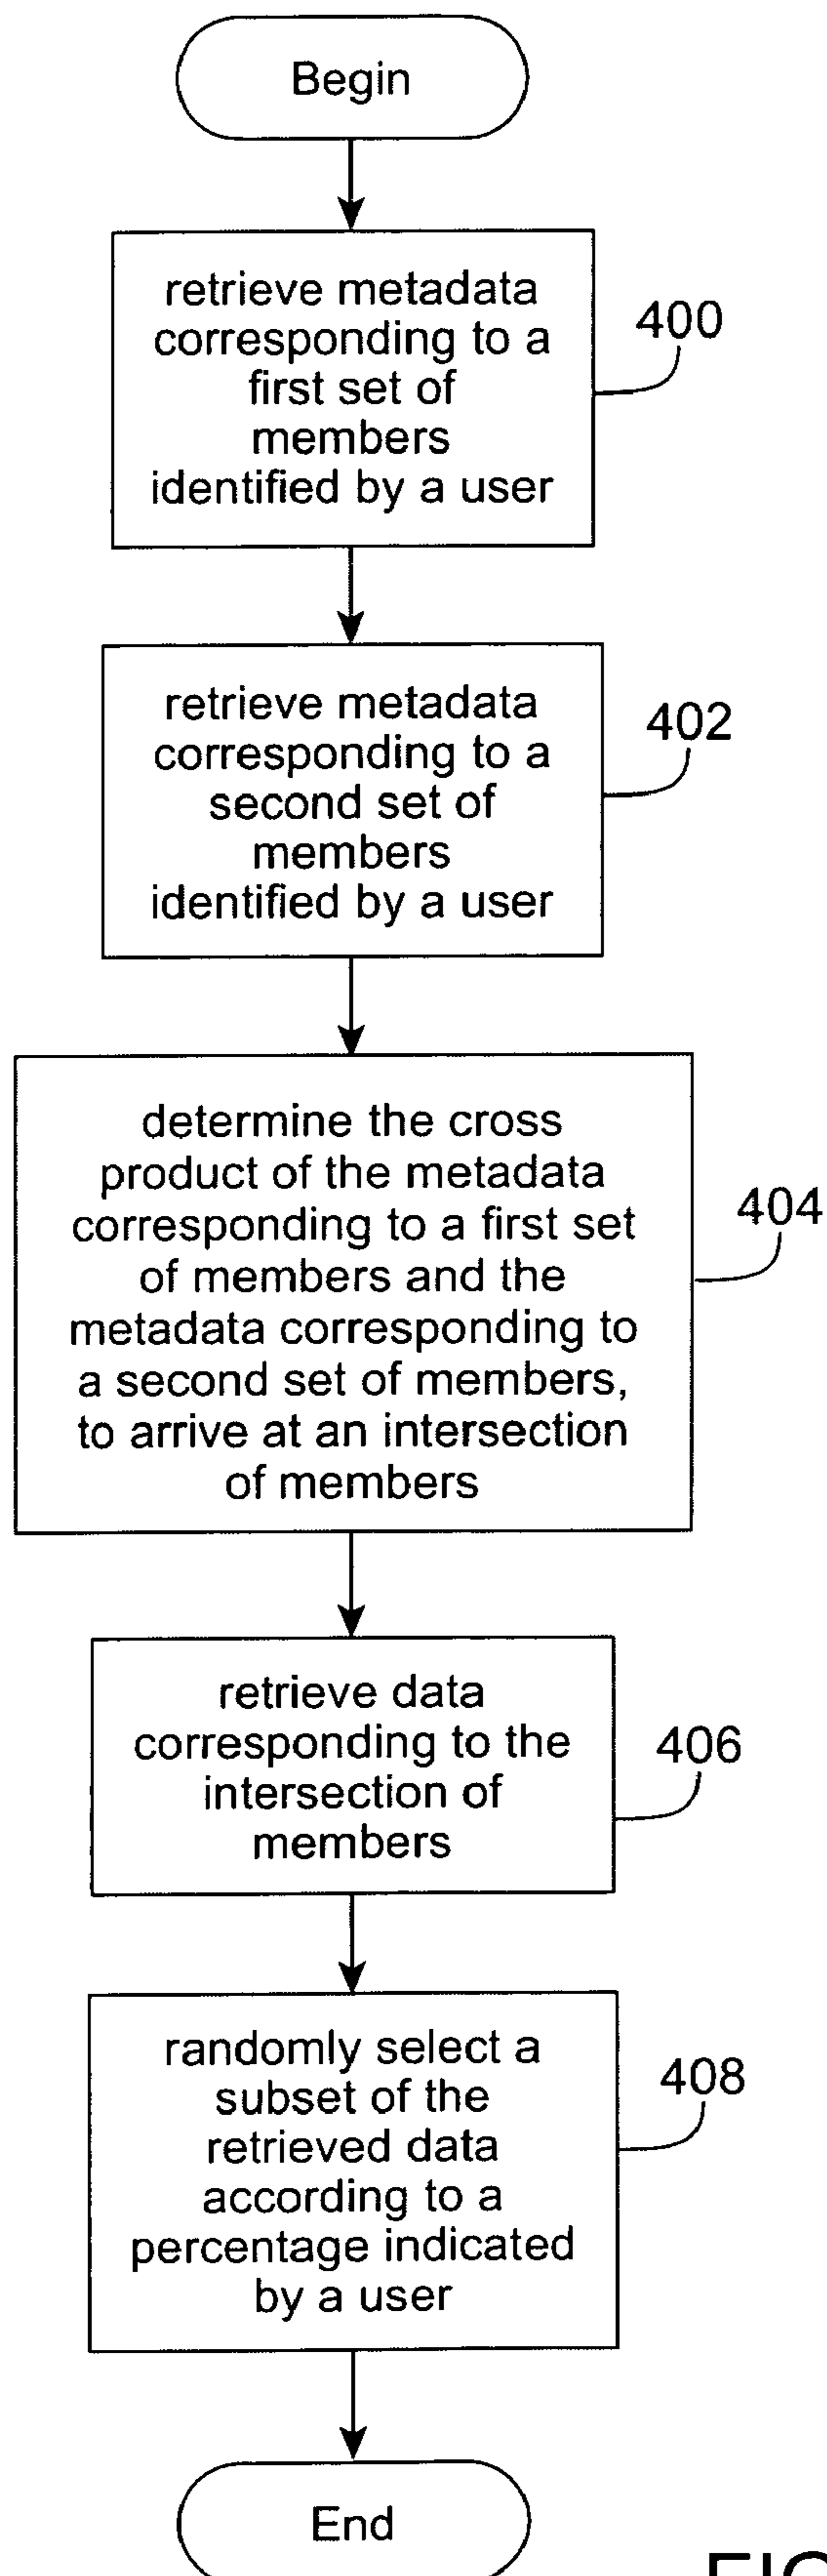 Begin
retrieve metadata
corresponding to a
first set of
members
identified by a user
400
retrieve metadata
corresponding to a
second set of
members
identified by a user
402
determine the cross
product of the metadata
corresponding to a first set
of members and the
metadata corresponding to
a second set of members,
to arrive at an intersection
of members
404
retrieve data
corresponding to the
intersection of
members
406
randomly select a
subset of the
retrieved data
according to a
percentage indicated
by a user
408
End